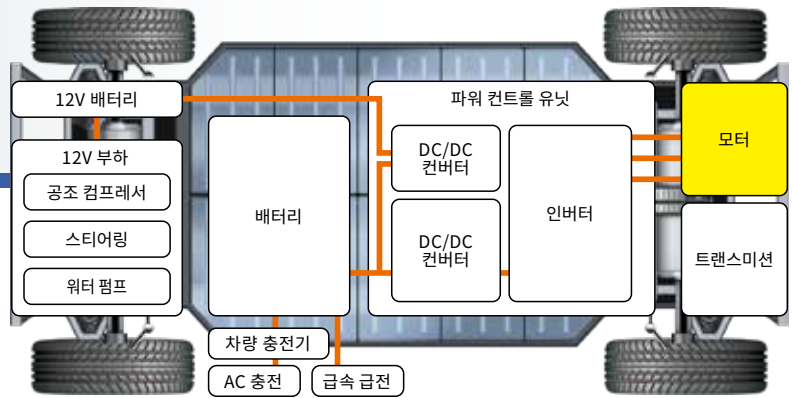 12V 배터리
12V 부하
공조 컴프레서
스티어링
워터 펌프
배터리
차량 충전기
AC 충전
급속 급전
파워 컨트롤 유닛
DC/DC
컨버터
DC/DC
컨버터
인버터
모터
트랜스미션